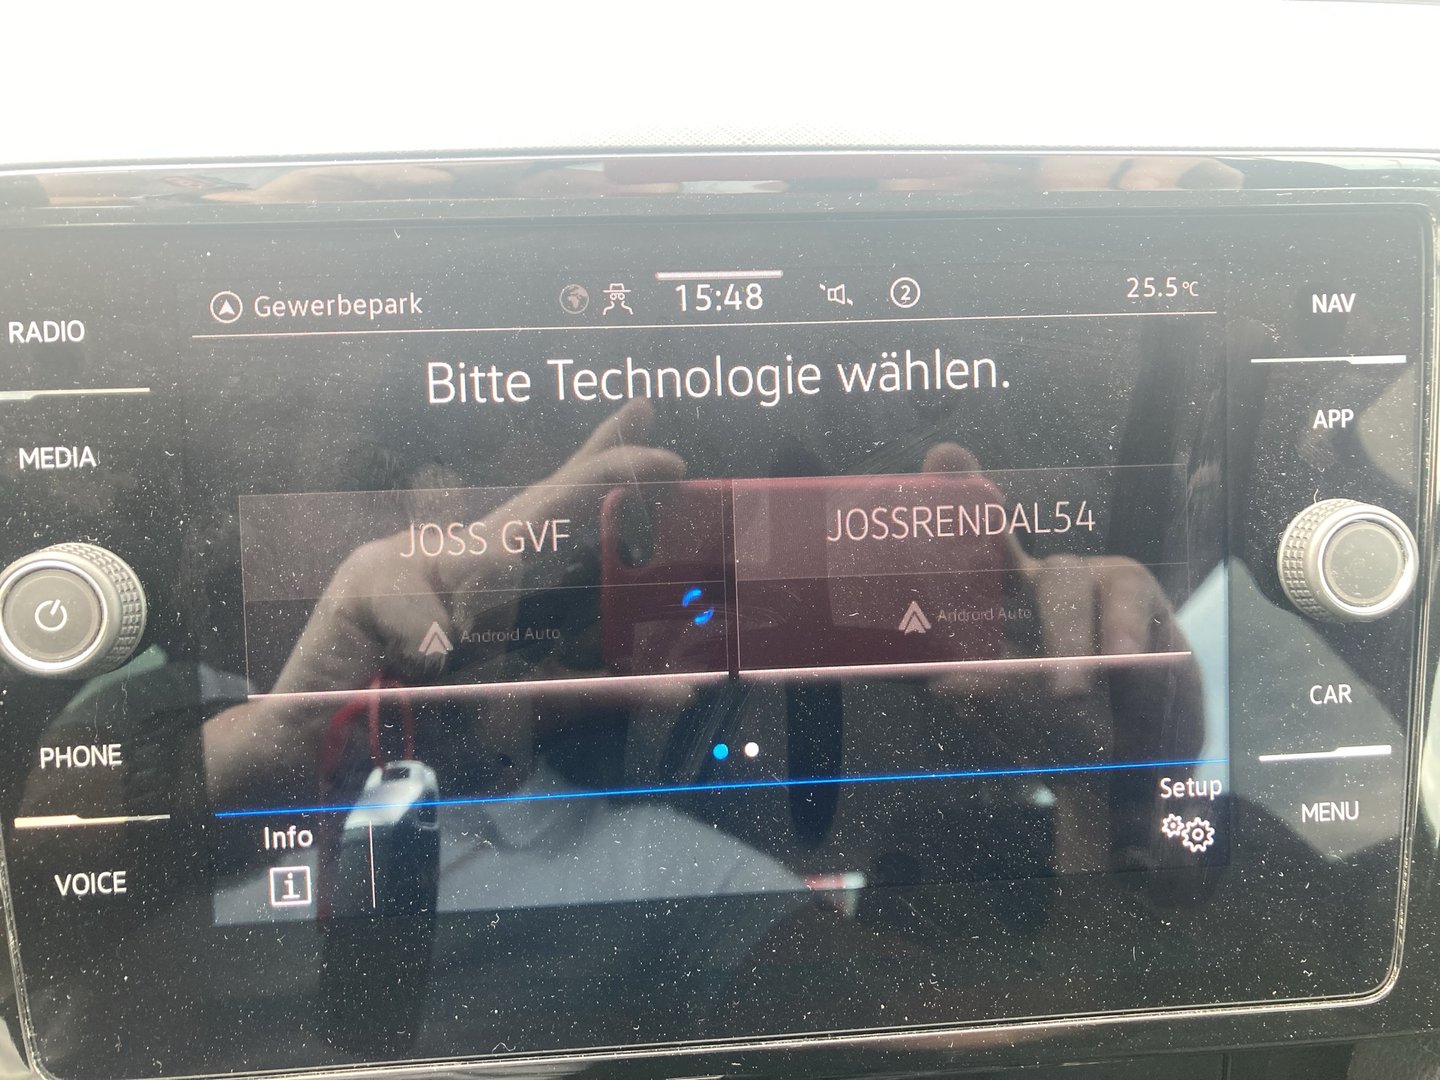 Gewerbepark
15:48
2
25.5°C
RADIO
MEDIA
PHONE
VOICE
Bitte Technologie wählen.
JOSS GVF
Android Auto
JOSSRENDAL54
Android Auto
Info
i
Setup
NAV
APP
CAR
MENU